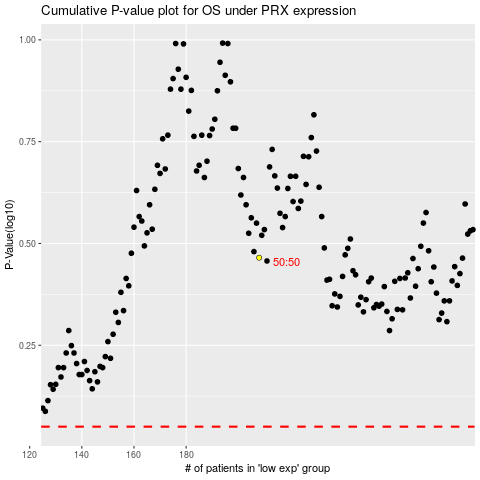 Cumulative P-value plot for OS under PRX expression
P-Value(log10)
1.00
0.75
0.50
0.25
50:50
120 140 160 180
# of patients in 'low exp' group